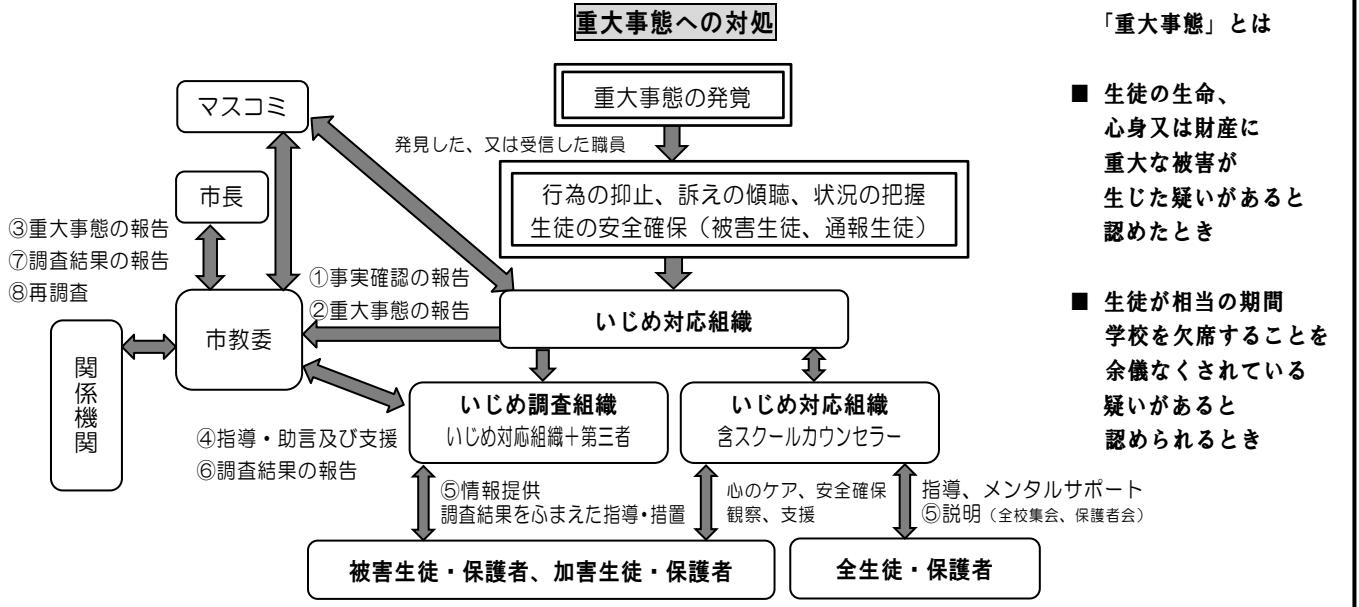 重大事態への対処
重大事態の発覚
マスコミ
発見した、又は受信した職員
行為の抑止、訴えの傾聴、状況の把握
生徒の安全確保（被害生徒、通報生徒）
市長
③重大事態の報告
⑦調査結果の報告
⑧再調査
①事実確認の報告
②重大事態の報告
いじめ対応組織
市教委
関係機関
いじめ調査組織
いじめ対応組織＋第三者
いじめ対応組織
含スクールカウンセラー
④指導・助言及び支援
⑥調査結果の報告
⑤情報提供
調査結果をふまえた指導・措置
心のケア、安全確保
観察、支援
指導、メンタルサポート
⑤説明（全校集会、保護者会）
被害生徒・保護者、加害生徒・保護者
全生徒・保護者
「重大事態」とは
■ 生徒の生命、
心身又は財産に
重大な被害が
生じた疑いがあると
認めたとき
■ 生徒が相当の期間
学校を欠席することを
余儀なくされている
疑いがあると
認められるとき